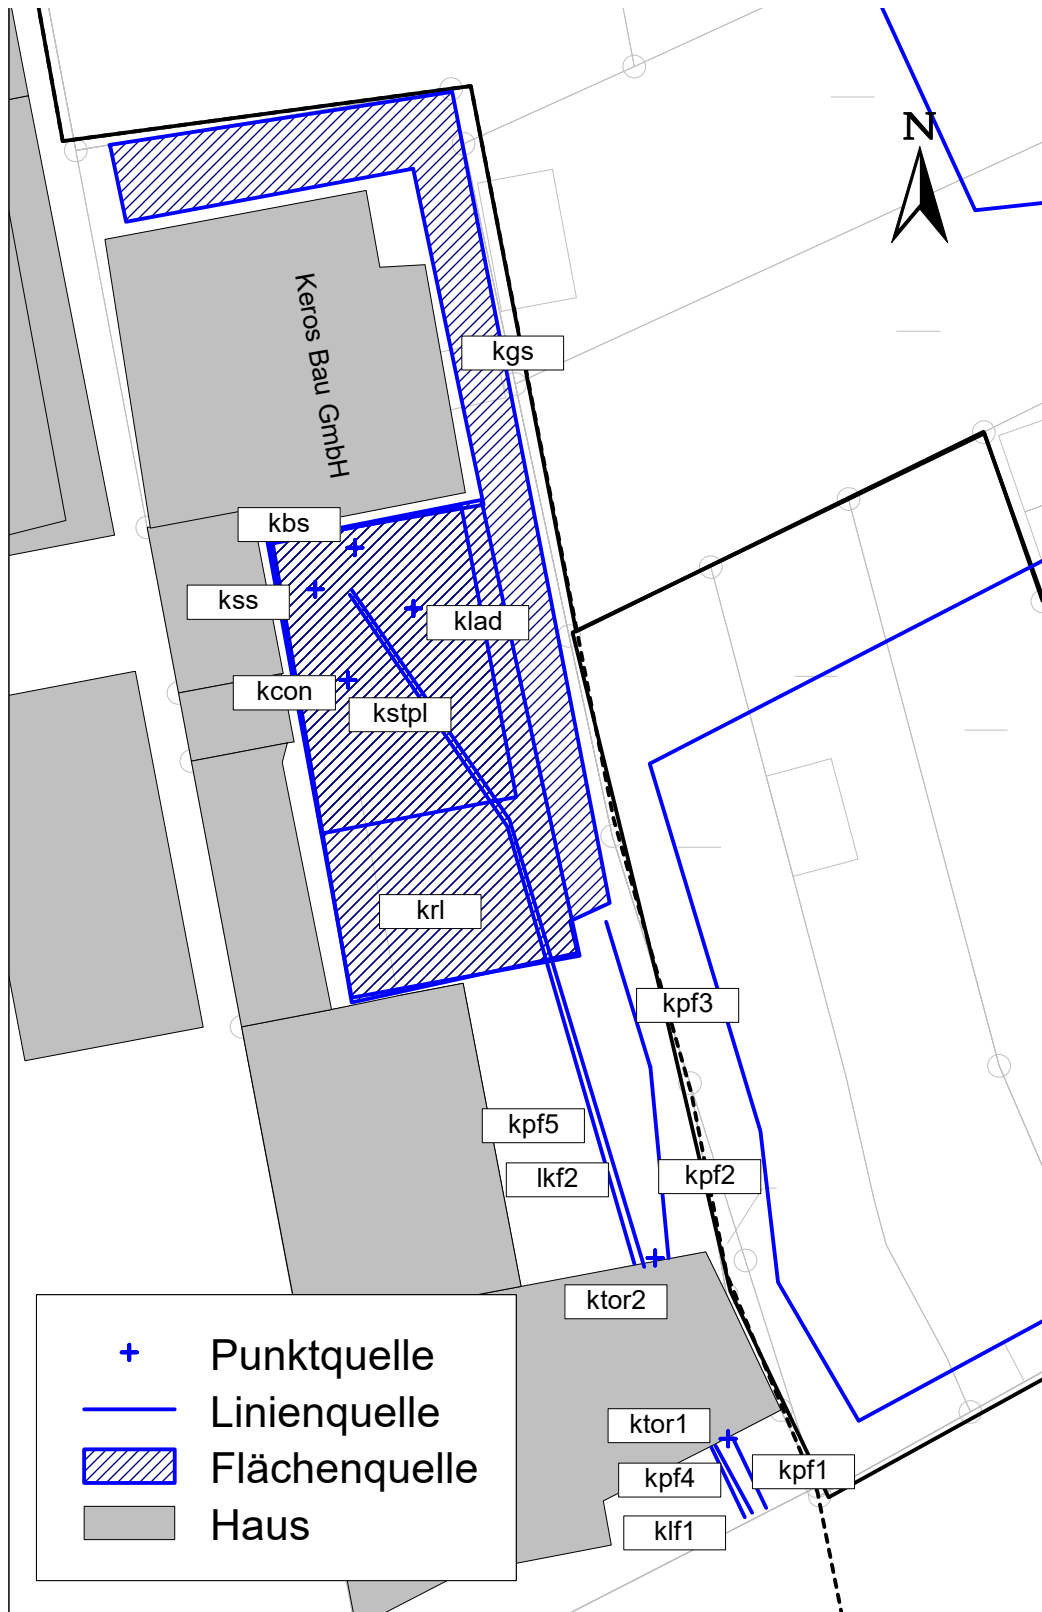 N
Keros Bau GmbH
kgs
kbs
kss
klad
kcon
kstpl
krl
kpf3
kpf5
kpf2
lkf2
ktor2
ktor1
kpf1
kpf4
klf1
Punktquelle
Linienquelle
Flächenquelle
Haus